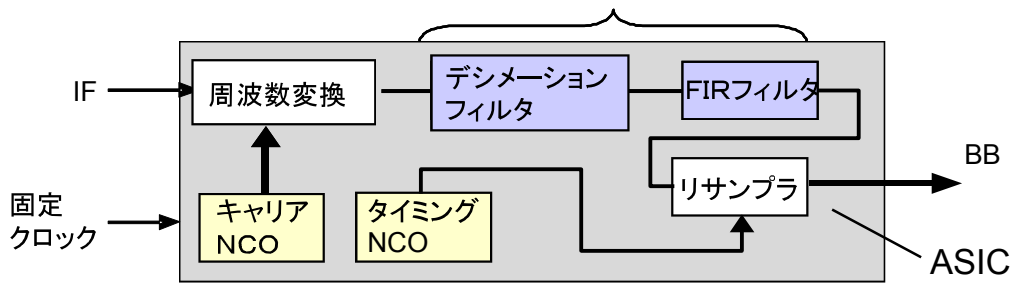 IF
周波数変換
デシメーション
フィルタ
FIRフィルタ
固定
クロック
キャリア
NCO
タイミング
NCO
リサンプラ
BB
ASIC